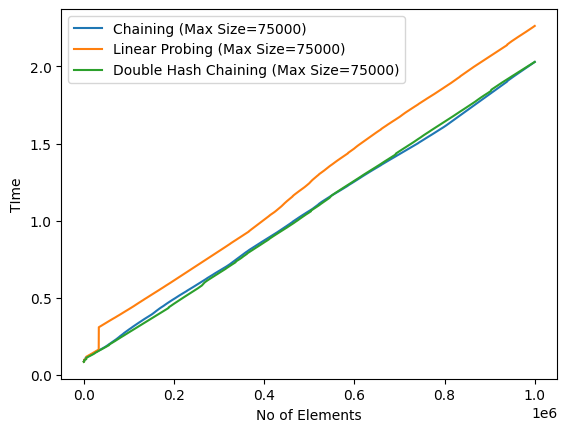 Chaining (Max Size=75000)
Linear Probing (Max Size=75000)
Double Hash Chaining (Max Size=75000)
2.0
1.5
1.0
0.5
0.0
TIme
0.0 0.2 0.4 0.6 0.8 1.0
1e6
No of Elements